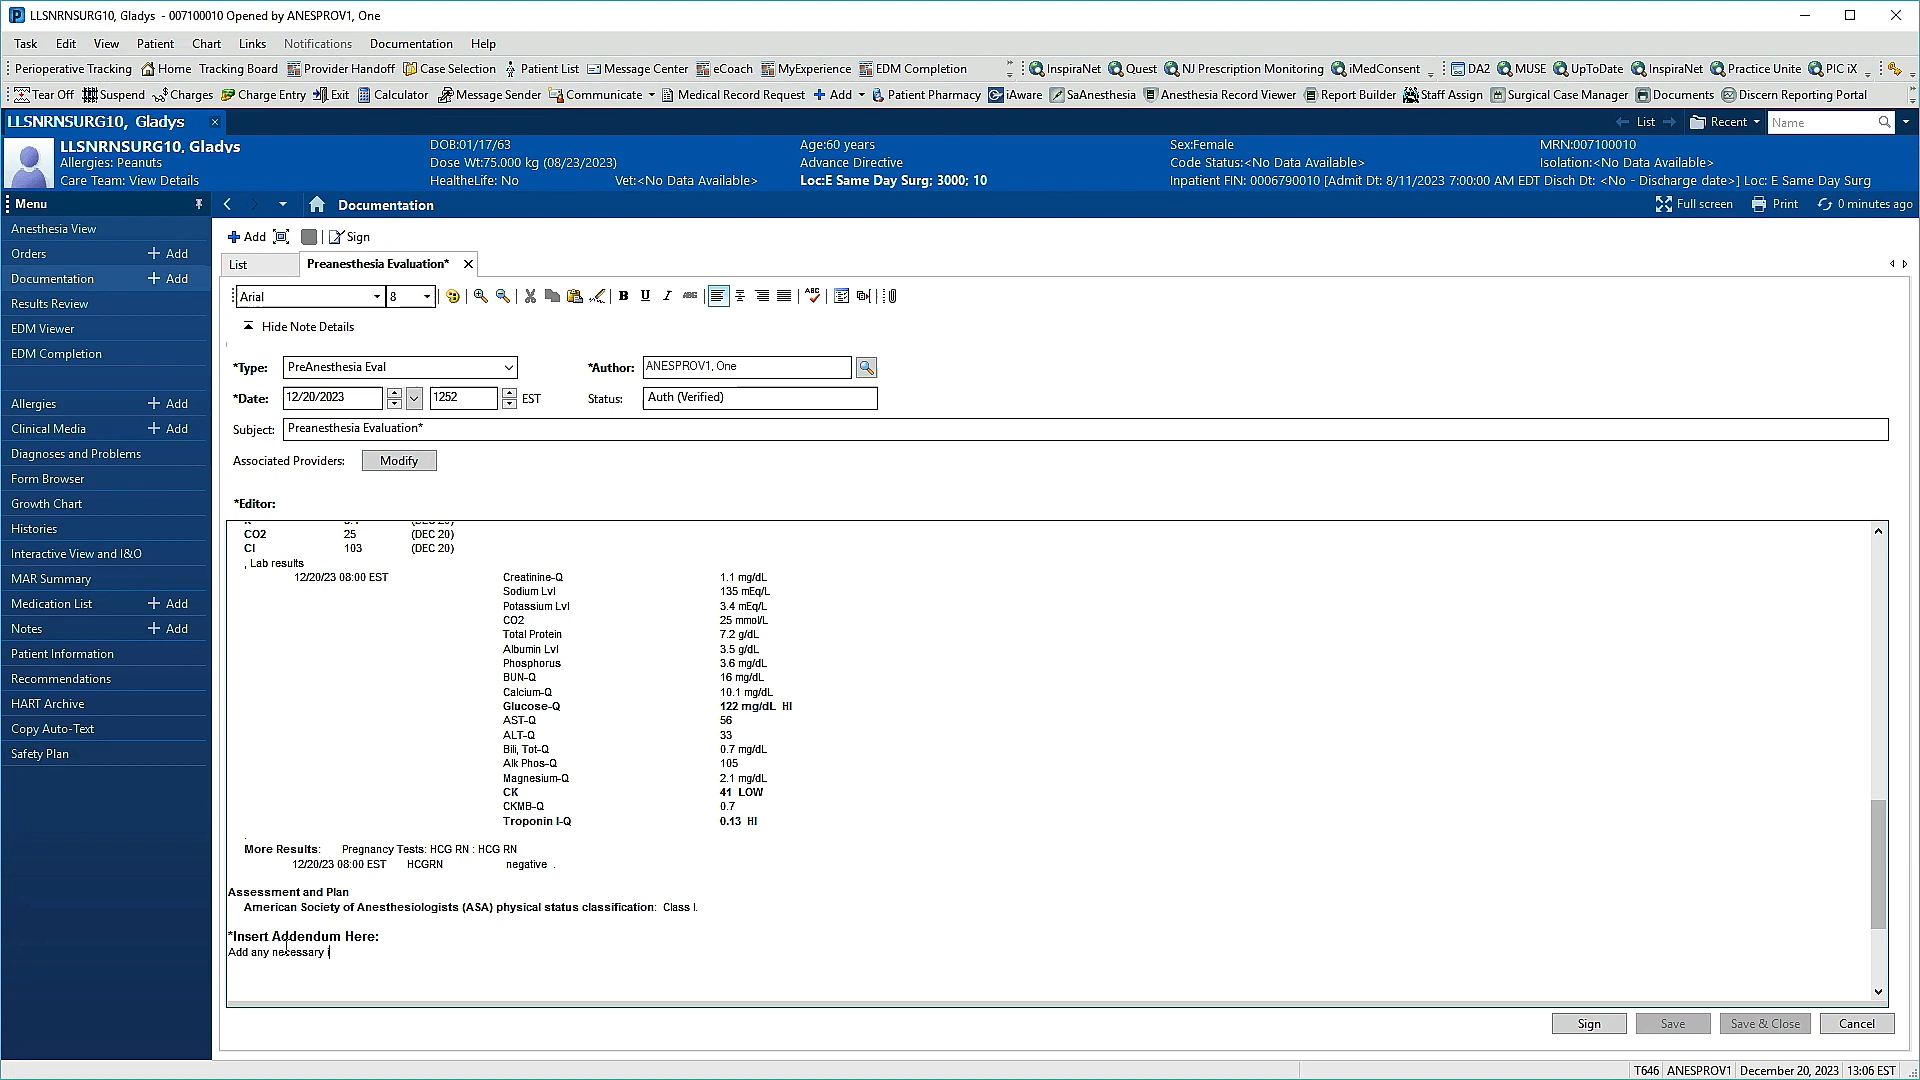 LLSNRNSURG10, Gladys - 007100010 Opened by ANESPROV1, One
Task Edit View Patient Chart Links Notifications Documentation Help
Perioperative Tracking Home Tracking Board Provider Handoff Case Selection Patient List Message Center eCoach MyExperience EDM Completion InspiraNet Quest NJ Prescription Monitoring iMedConsent DA2 MUSE UpToDate InspiraNet Practice Unite PIC iX
Tear Off Suspend Charges Charge Entry Exit Calculator Message Sender Communicate Medical Record Request Add Patient Pharmacy iAware SaAnesthesia Anesthesia Record Viewer Report Builder Staff Assign Surgical Case Manager Documents Discern Reporting Portal
LLSNRNSURG10, Gladys List Recent Name
LLSNRNSURG10, Gladys DOB:01/17/63 Age:60 years Sex:Female MRN:007100010
Allergies: Peanuts Dose Wt:75.000 kg (08/23/2023) Advance Directive Code Status:<No Data Available> Isolation:<No Data Available>
Care Team: View Details HealtheLife: No Vet:<No Data Available> Loc:E Same Day Surg; 3000; 10 Inpatient FIN: 0006790010 [Admit Dt: 8/11/2023 7:00:00 AM EDT Disch Dt: <No - Discharge date>] Loc: E Same Day Surg
Menu Documentation Full screen Print 0 minutes ago
Anesthesia View
Orders + Add
Documentation + Add
Results Review
EDM Viewer
EDM Completion
Allergies + Add
Clinical Media + Add
Diagnoses and Problems
Form Browser
Growth Chart
Histories
Interactive View and I&O
MAR Summary
Medication List + Add
Notes + Add
Patient Information
Recommendations
HART Archive
Copy Auto-Text
Safety Plan
Add Sign
List Preanesthesia Evaluation*
Arial 8 B U I ABC ABC
Hide Note Details
*Type: PreAnesthesia Eval *Author: ANESPROV1, One
*Date: 12/20/2023 1252 EST Status: Auth (Verified)
Subject: Preanesthesia Evaluation*
Associated Providers: Modify
*Editor:
CO2 25 (DEC 20)
Cl 103 (DEC 20)
, Lab results
12/20/23 08:00 EST Creatinine-Q 1.1 mg/dL
Sodium Lvl 135 mEq/L
Potassium Lvl 3.4 mEq/L
CO2 25 mmol/L
Total Protein 7.2 g/dL
Albumin Lvl 3.5 g/dL
Phosphorus 3.6 mg/dL
BUN-Q 16 mg/dL
Calcium-Q 10.1 mg/dL
Glucose-Q 122 mg/dL HI
AST-Q 56
ALT-Q 33
Bili, Tot-Q 0.7 mg/dL
Alk Phos-Q 105
Magnesium-Q 2.1 mg/dL
CK 41 LOW
CKMB-Q 0.7
Troponin I-Q 0.13 HI
.
More Results: Pregnancy Tests: HCG RN : HCG RN
12/20/23 08:00 EST HCGRN negative .
Assessment and Plan
American Society of Anesthesiologists (ASA) physical status classification: Class I.
*Insert Addendum Here:
Add any necessary i
Sign Save Save & Close Cancel
T646 ANESPROV1 December 20, 2023 13:06 EST